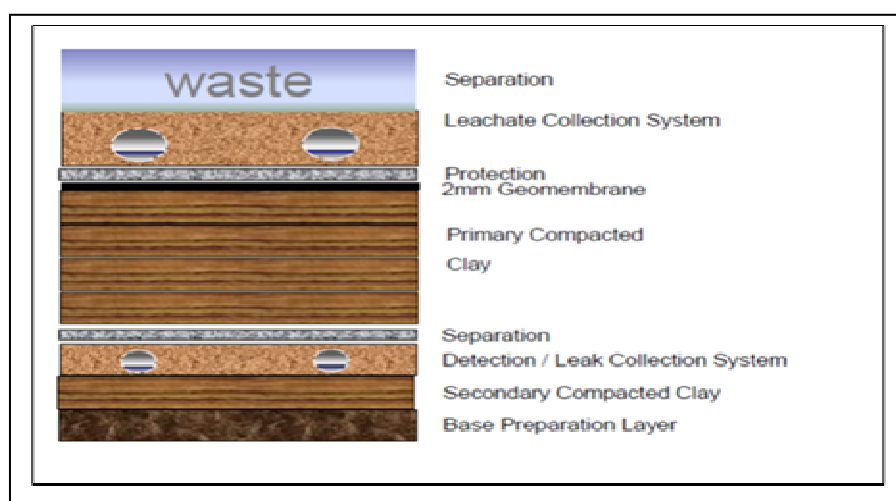 waste
Separation
Leachate Collection System
Protection
2mm Geomembrane
Primary Compacted
Clay
Separation
Detection / Leak Collection System
Secondary Compacted Clay
Base Preparation Layer